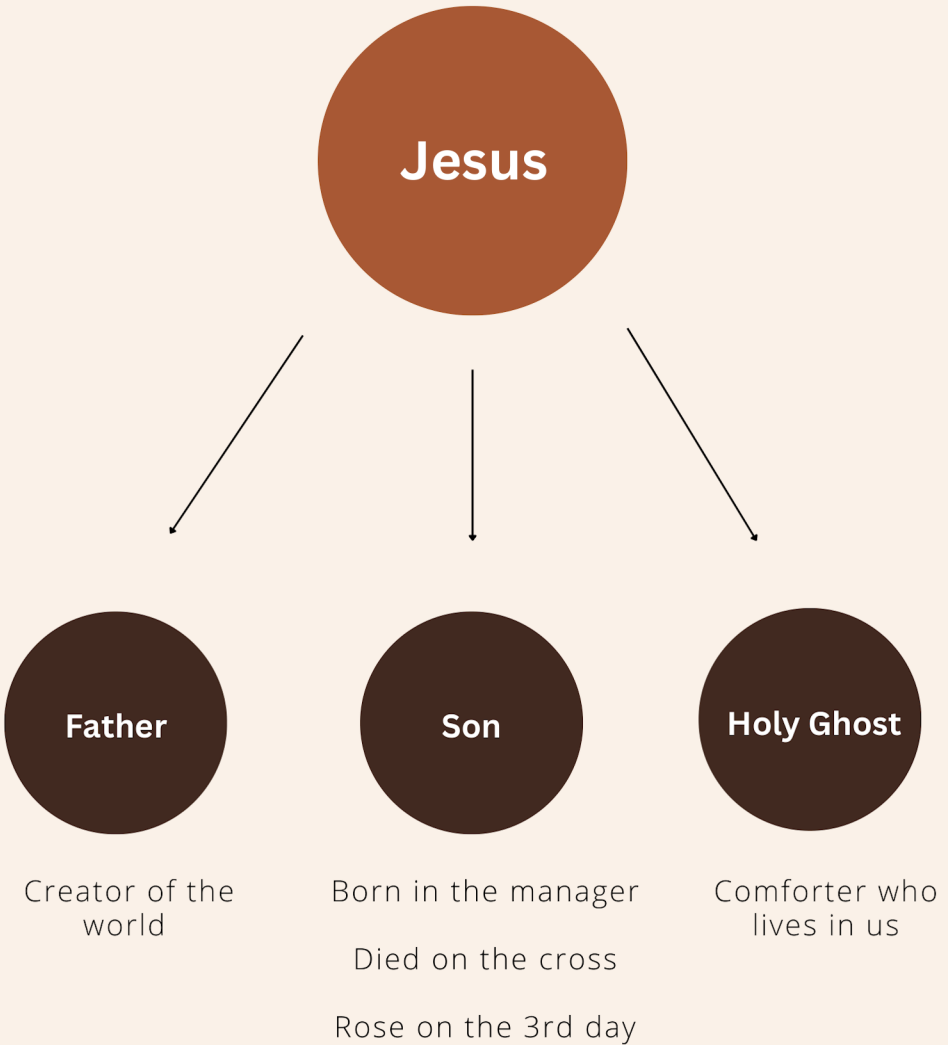 Jesus
Father
Son
Holy Ghost
Creator of the
world
Born in the manager
Died on the cross
Rose on the 3rd day
Comforter who
lives in us